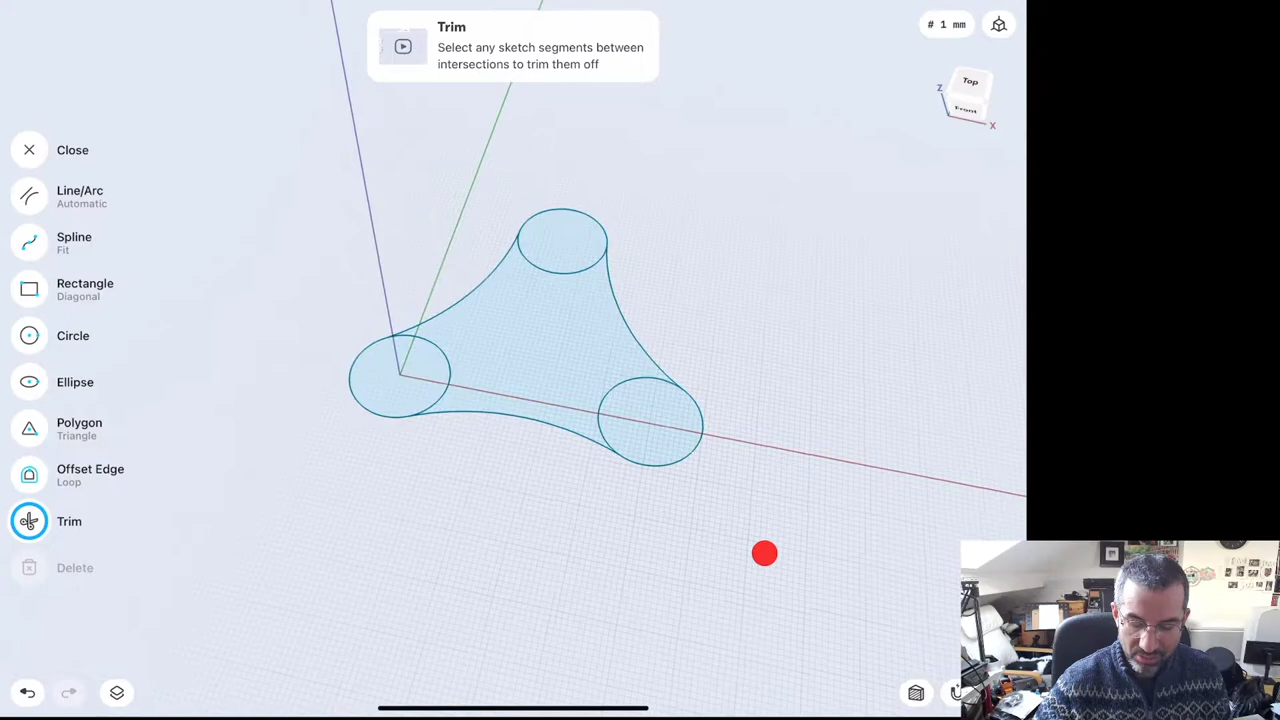 Trim
Select any sketch segments between
intersections to trim them off
# 1 mm
Top
Front
Z
X
Close
Line/Arc
Automatic
Spline
Fit
Rectangle
Diagonal
Circle
Ellipse
Polygon
Triangle
Offset Edge
Loop
Trim
Delete